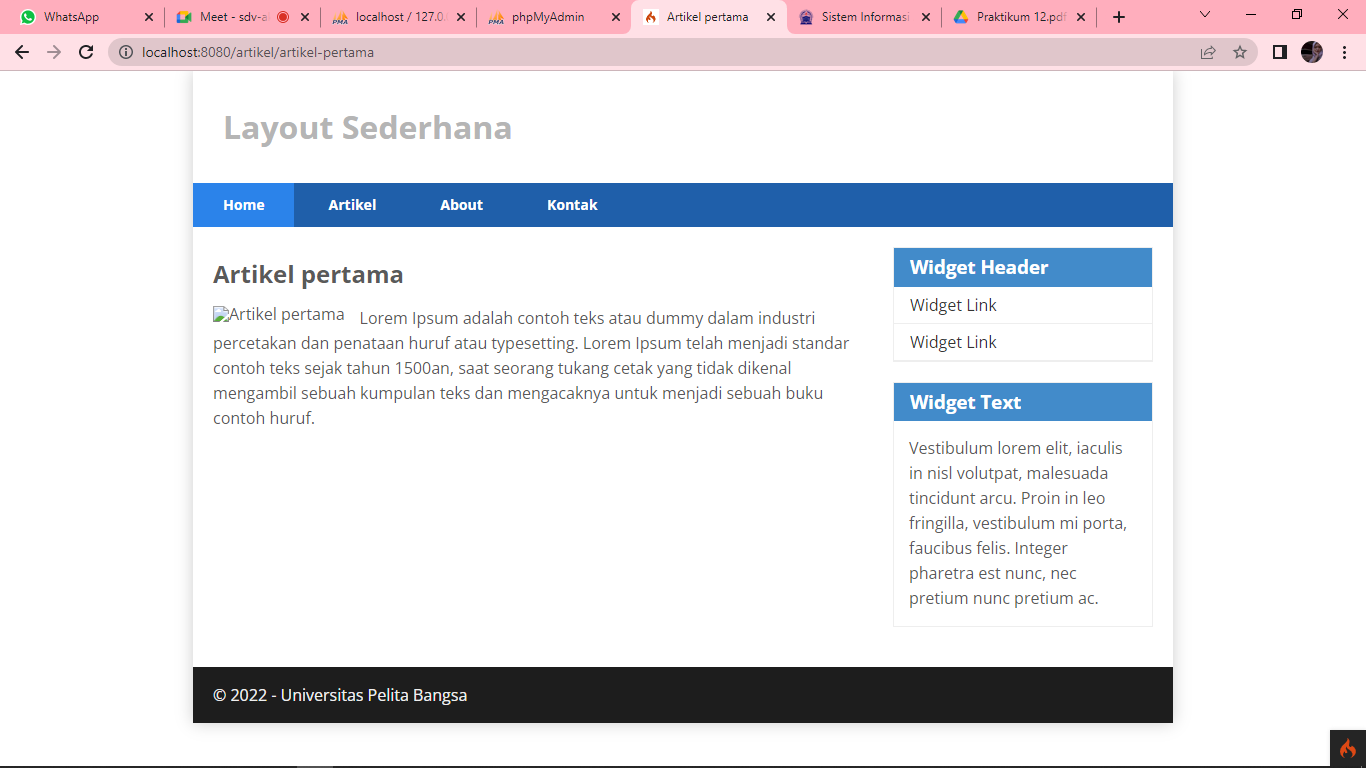 WhatsApp
Meet - sdv-a
localhost / 127.0.
phpMyAdmin
Artikel pertama
Sistem Informasi
Praktikum 12.pdf
localhost:8080/artikel/artikel-pertama
Layout Sederhana
Home
Artikel
About
Kontak
Artikel pertama
Artikel pertama
Lorem Ipsum adalah contoh teks atau dummy dalam industri
percetakan dan penataan huruf atau typesetting. Lorem Ipsum telah menjadi standar
contoh teks sejak tahun 1500an, saat seorang tukang cetak yang tidak dikenal
mengambil sebuah kumpulan teks dan mengacaknya untuk menjadi sebuah buku
contoh huruf.
Widget Header
Widget Link
Widget Link
Widget Text
Vestibulum lorem elit, iaculis
in nisl volutpat, malesuada
tincidunt arcu. Proin in leo
fringilla, vestibulum mi porta,
faucibus felis. Integer
pharetra est nunc, nec
pretium nunc pretium ac.
© 2022 - Universitas Pelita Bangsa